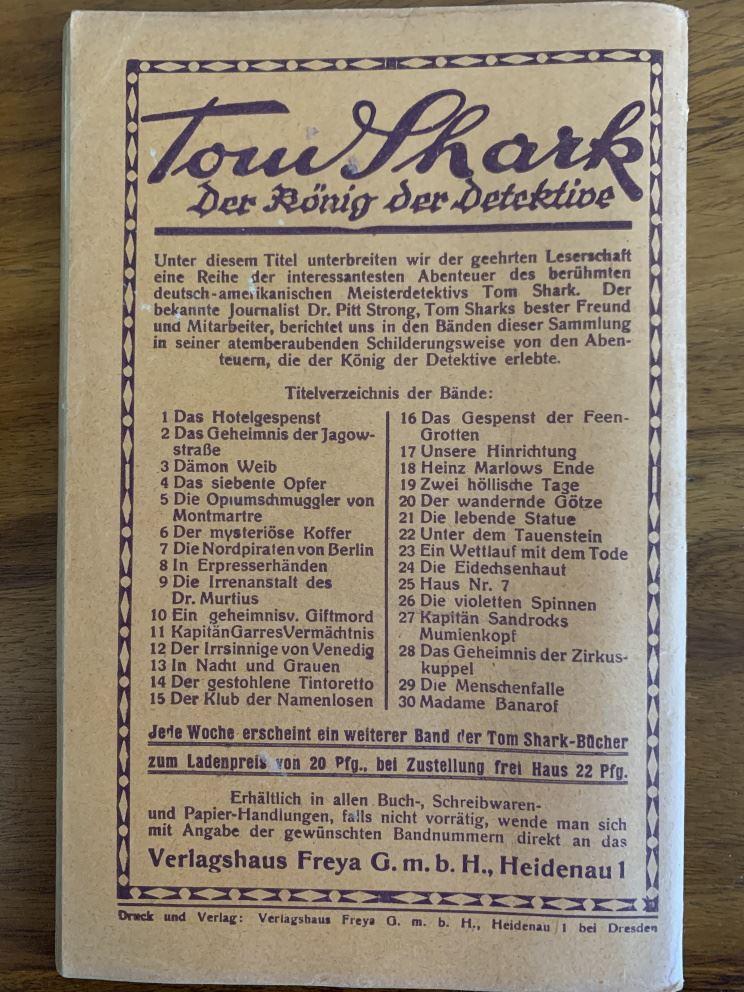 Tom Shark
Der König der Detektive
Unter diesem Titel unterbreiten wir der geehrten Leserschaft
eine Reihe der interessantesten Abenteuer des berühmten
deutsch-amerikanischen Meisterdetektivs Tom Shark. Der
bekannte Journalist Dr. Pitt Strong, Tom Sharks bester Freund
und Mitarbeiter, berichtet uns in den Bänden dieser Sammlung
in seiner atemberaubenden Schilderungsweise von den Aben-
teuern, die der König der Detektive erlebte.
Titelverzeichnis der Bände:
1 Das Hotelgespenst
2 Das Geheimnis der Jagow-
straße
3 Dämon Weib
4 Das siebente Opfer
5 Die Opiumschmuggler von
Montmartre
6 Der mysteriöse Koffer
7 Die Nordpiraten von Berlin
8 In Erpresserhänden
9 Die Irrenanstalt des
Dr. Murtius
10 Ein geheimnisv. Giftmord
11 Kapitän Garres Vermächtnis
12 Der Irrsinnige von Venedig
13 In Nacht und Grauen
14 Der gestohlene Tintoretto
15 Der Klub der Namenlosen
16 Das Gespenst der Feen-
Grotten
17 Unsere Hinrichtung
18 Heinz Marlows Ende
19 Zwei höllische Tage
20 Der wandernde Götze
21 Die lebende Statue
22 Unter dem Tauenstein
23 Ein Wettlauf mit dem Tode
24 Die Eidechsenhaut
25 Haus Nr. 7
26 Die violetten Spinnen
27 Kapitän Sandrocks
Mumienkopf
28 Das Geheimnis der Zirkus-
kuppel
29 Die Menschenfalle
30 Madame Banarof
Jede Woche erscheint ein weiterer Band der Tom Shark-Bücher
zum Ladenpreis von 20 Pfg., bei Zustellung frei Haus 22 Pfg.
Erhältlich in allen Buch-, Schreibwaren-
und Papier-Handlungen, falls nicht vorrätig, wende man sich
mit Angabe der gewünschten Bandnummern direkt an das
Verlagshaus Freya G. m. b. H., Heidenau 1
Druck und Verlag: Verlagshaus Freya G. m. b. H., Heidenau 1 bei Dresden